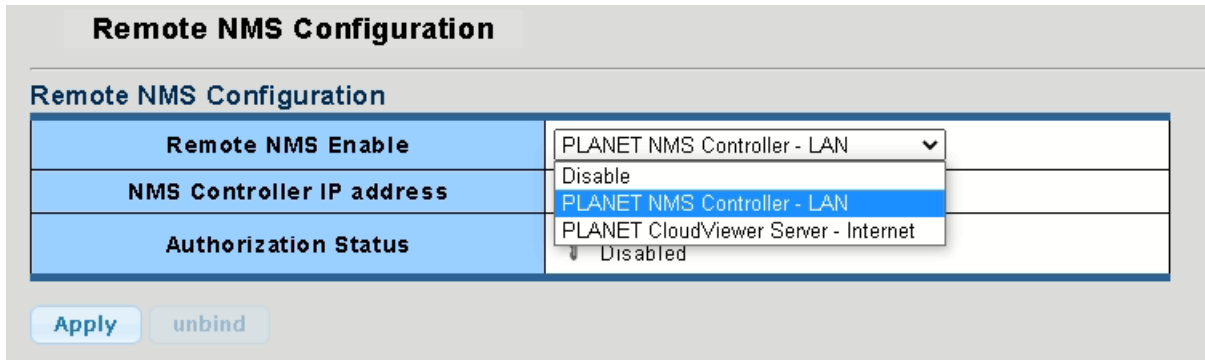 Remote NMS Configuration
Remote NMS Configuration
Remote NMS Enable
PLANET NMS Controller - LAN
Disable
NMS Controller IP address
PLANET NMS Controller - LAN
PLANET CloudViewer Server - Internet
Authorization Status
Disabled
Apply
unbind